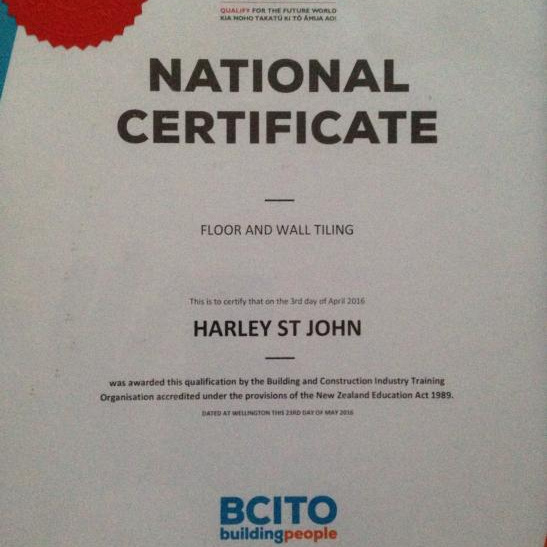 QUALIFY FOR THE FUTURE WORLD
KIA NOHO TAKATŪ KI TŌ ĀMUA AO!
NATIONAL
CERTIFICATE
FLOOR AND WALL TILING
This is to certify that on the 3rd day of April 2016
HARLEY ST JOHN
was awarded this qualification by the Building and Construction Industry Training
Organisation accredited under the provisions of the New Zealand Education Act 1989.
DATED AT WELLINGTON THIS 23RD DAY OF MAY 2016
BCITO
buildingpeople